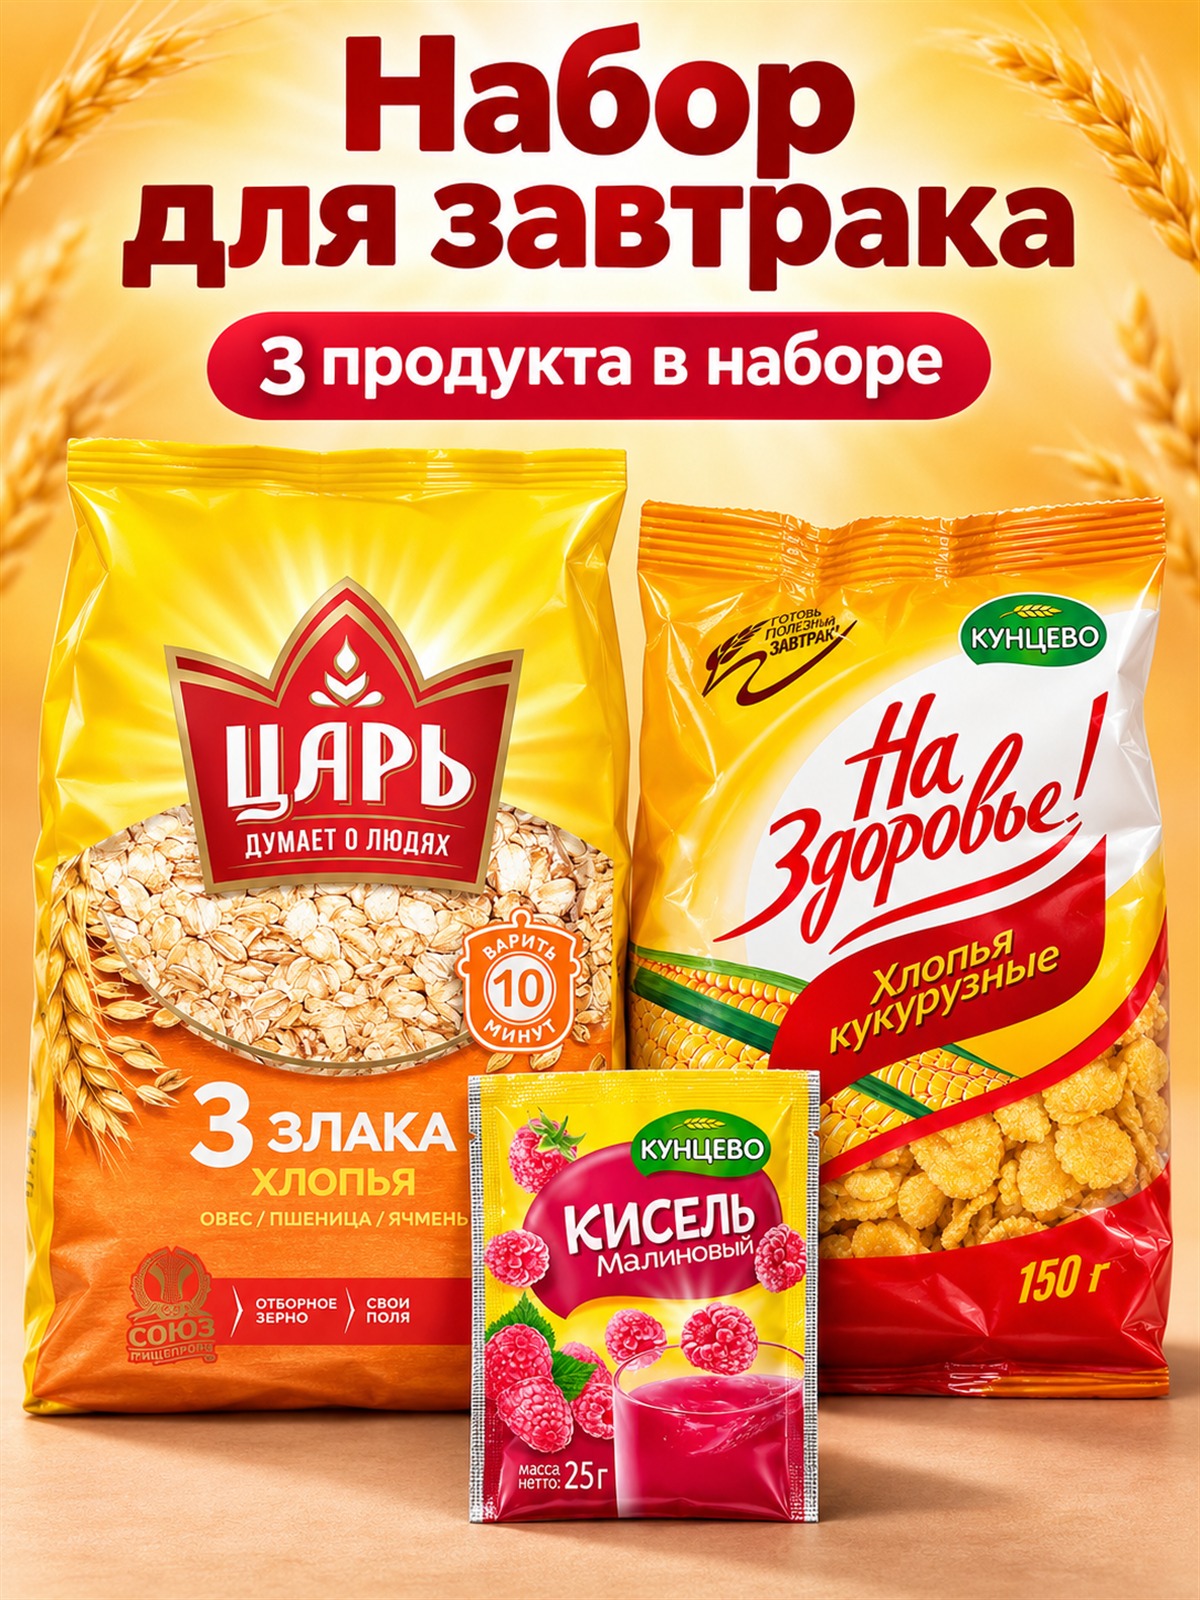 Набор
для завтрака
3 продукта в наборе
ЦАРЬ
ДУМАЕТ О ЛЮДЯХ
ВАРИТЬ
10
МИНУТ
3 ЗЛАКА
ХЛОПЬЯ
ОВЕС / ПШЕНИЦА / ЯЧМЕНЬ
СОЮЗ
ПИЩЕПРОМ
ОТБОРНОЕ
ЗЕРНО
СВОИ
ПОЛЯ
ГОТОВЬ
ПОЛЕЗНЫЙ
ЗАВТРАК!
КУНЦЕВО
На
Здоровье!
Хлопья
кукурузные
150 г
КУНЦЕВО
КИСЕЛЬ
Малиновый
масса
нетто: 25г